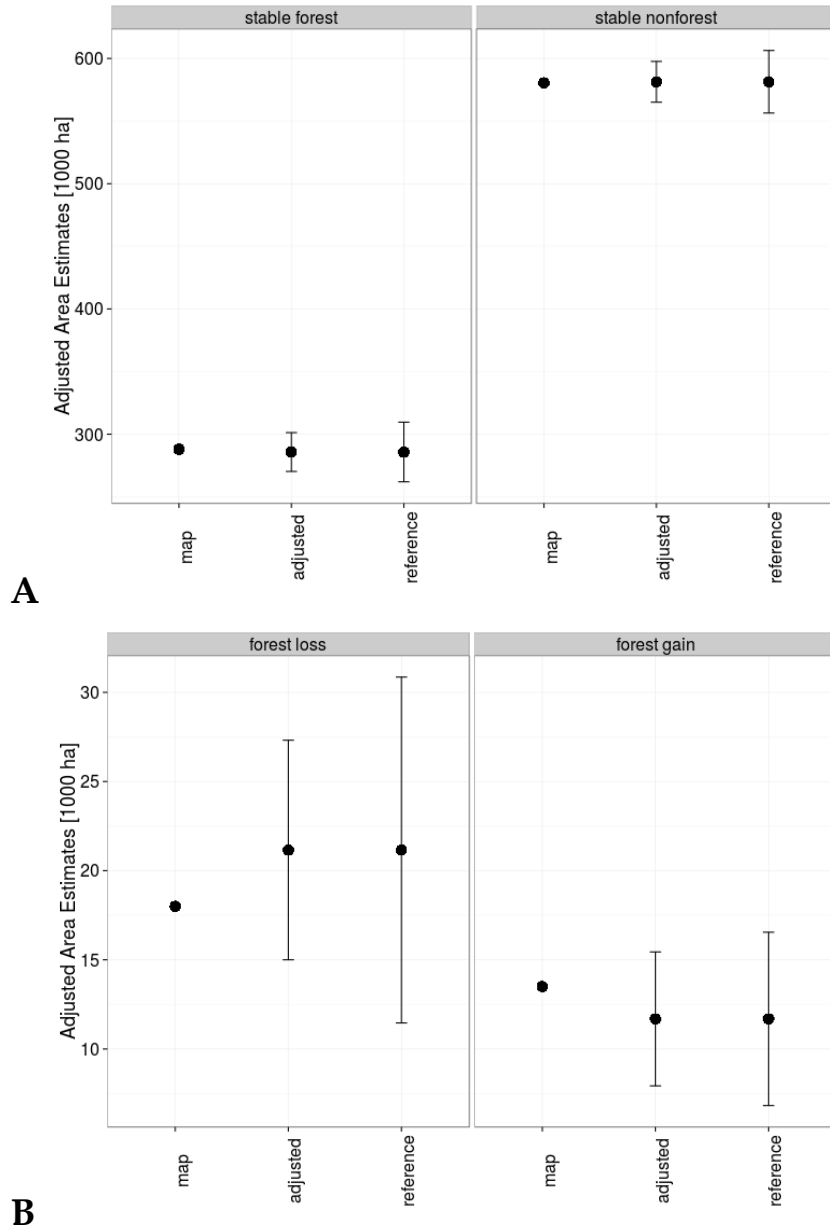 stable forest
stable nonforest
Adjusted Area Estimates [1000 ha]
600
500
400
300
map
adjusted
reference
map
adjusted
reference
A
forest loss
forest gain
Adjusted Area Estimates [1000 ha]
30
25
20
15
10
map
adjusted
reference
map
adjusted
reference
B